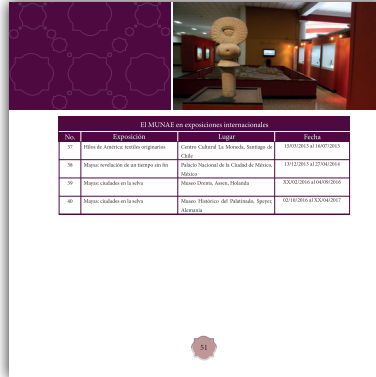 El MUNAE en exposiciones internacionales
No. Exposición Lugar Fecha
37 Hilos de América: textiles originarios Centro Cultural La Moneda, Santiago de Chile 15/03/2013 al 16/07/2013
38 Mayas: revelación de un tiempo sin fin Palacio Nacional de la Ciudad de México, México 13/12/2013 al 27/04/2014
39 Mayas: ciudades en la selva Museo Drents, Assen, Holanda XX/02/2016 al 04/09/2016
40 Mayas: ciudades en la selva Museo Histórico del Palatinado, Speyer, Alemania 02/10/2016 al XX/04/2017
51